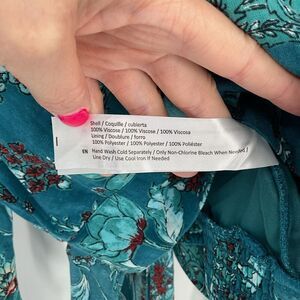 Shell / Coquille / cubierta
100% Viscose / 100% Viscose / 100% Viscosa
Lining / Doublure / forro
100% Polyester / 100% Polyester / 100% Poliéster
EN Hand Wash Cold Separately / Only Non-Chlorine Bleach When Needed /
Line Dry / Use Cool Iron If Needed